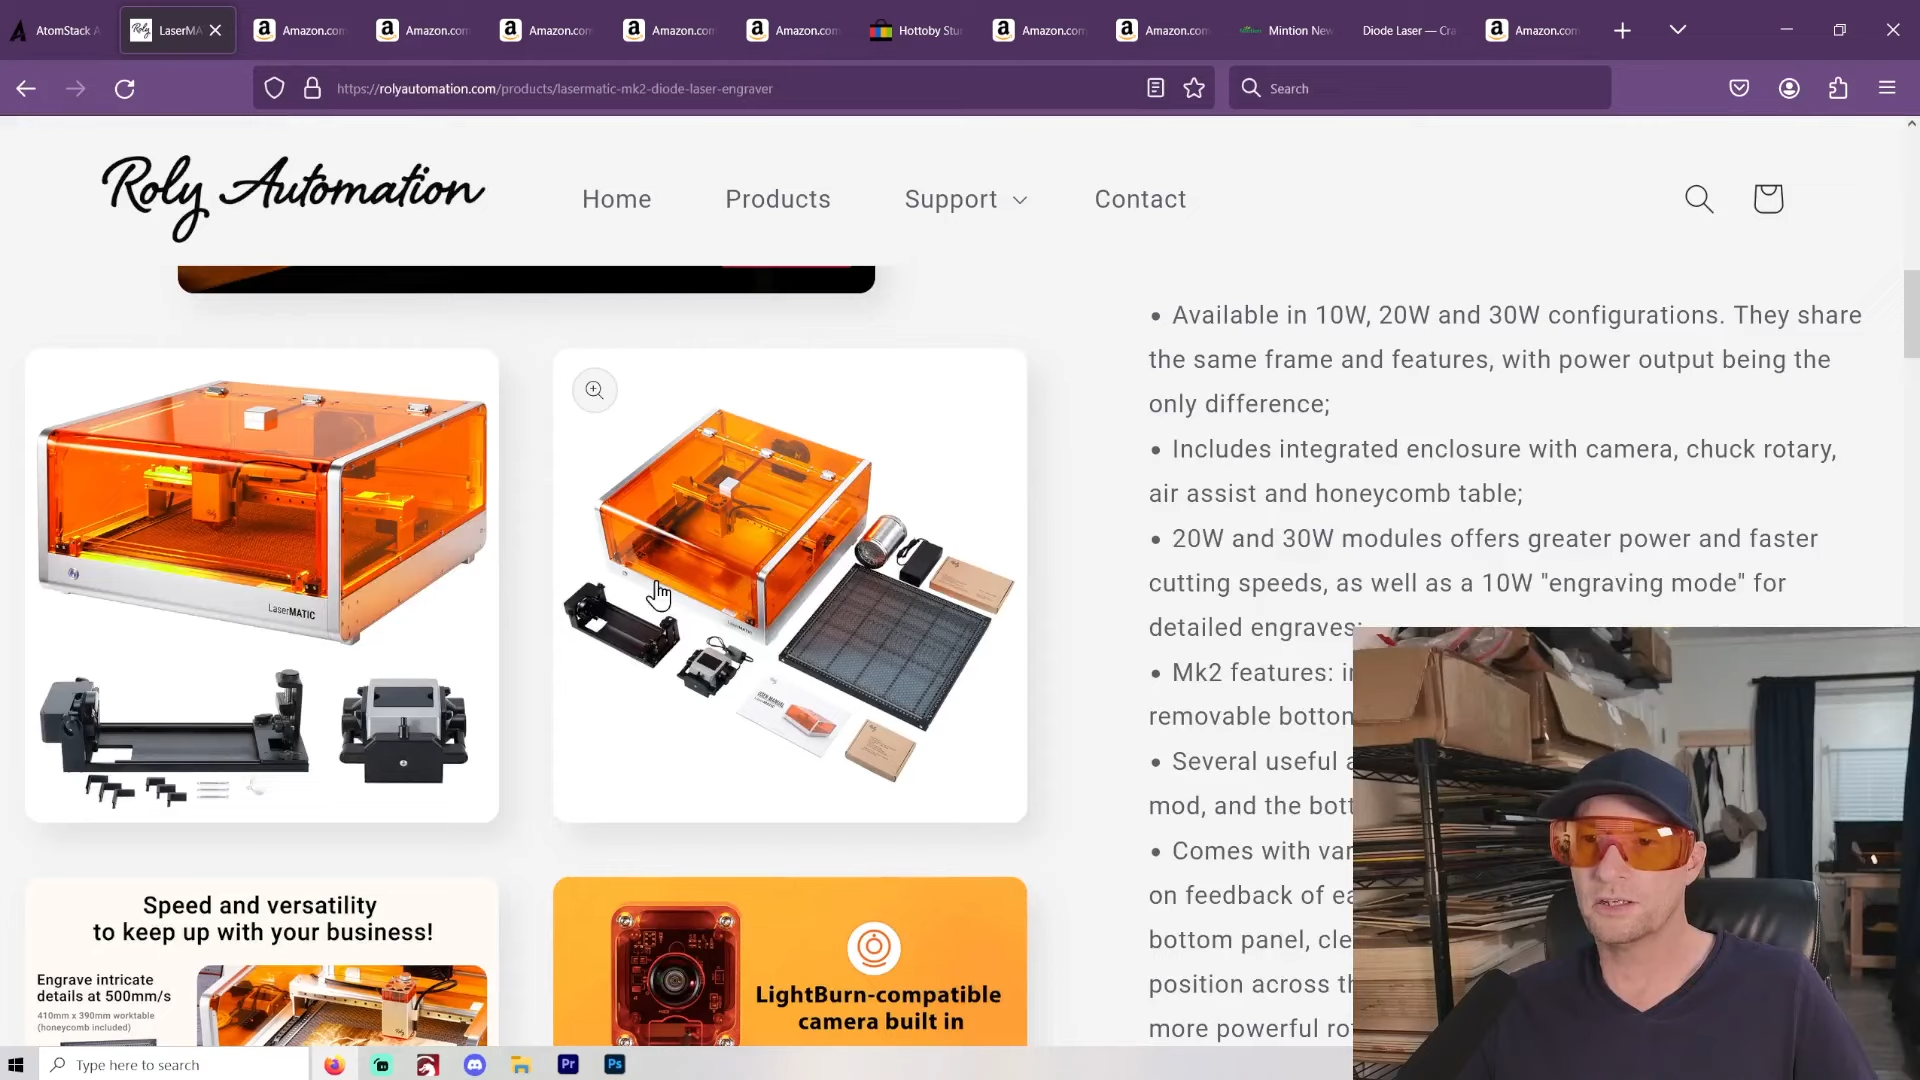 AtomStack A
LaserMA
Amazon.com
Amazon.com
Amazon.com
Amazon.com
Amazon.com
Hottoby Stu
Amazon.com
Amazon.com
Mintion New
Diode Laser — Cra
Amazon.com
https://rolyautomation.com/products/lasermatic-mk2-diode-laser-engraver
Search
Roly Automation
Home
Products
Support
Contact
• Available in 10W, 20W and 30W configurations. They share
the same frame and features, with power output being the
only difference;
• Includes integrated enclosure with camera, chuck rotary,
air assist and honeycomb table;
• 20W and 30W modules offers greater power and faster
cutting speeds, as well as a 10W "engraving mode" for
detailed engraves;
• Mk2 features: i
removable bottom
• Several useful a
mod, and the bott
• Comes with var
on feedback of ea
bottom panel, cle
position across th
more powerful ro
LaserMATIC
USER MANUAL
Speed and versatility
to keep up with your business!
Engrave intricate
details at 500mm/s
410mm x 390mm worktable
(honeycomb included)
Roly
LightBurn-compatible
camera built in
Type here to search
Pr
Ps